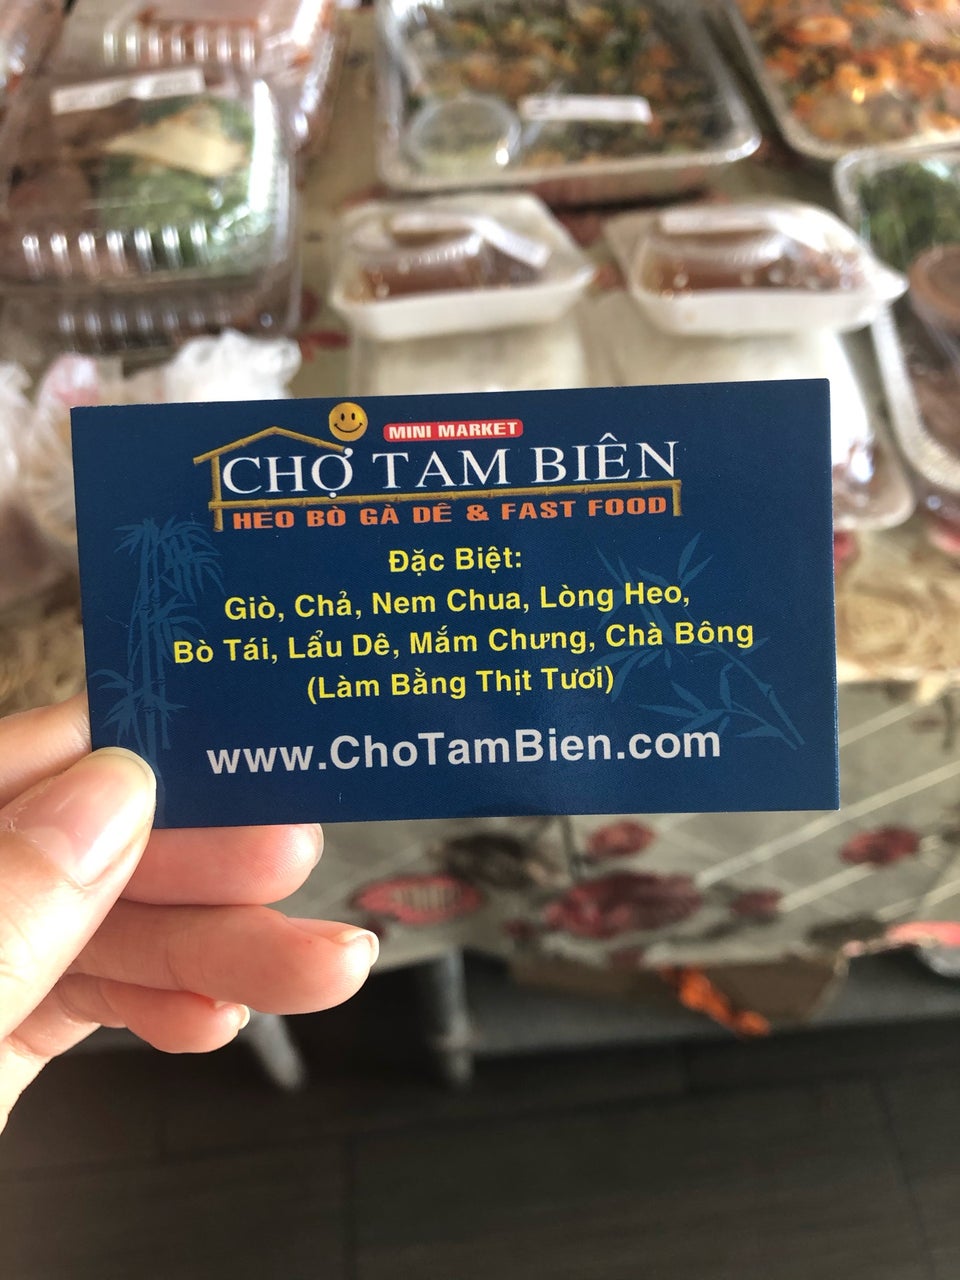 MINI MARKET
CHỢ TAM BIÊN
HEO BÒ GÀ DÊ & FAST FOOD
Đặc Biệt:
Giò, Chả, Nem Chua, Lòng Heo,
Bò Tái, Lẩu Dê, Mắm Chưng, Chà Bông
(Làm Bằng Thịt Tươi)
www.ChoTamBien.com